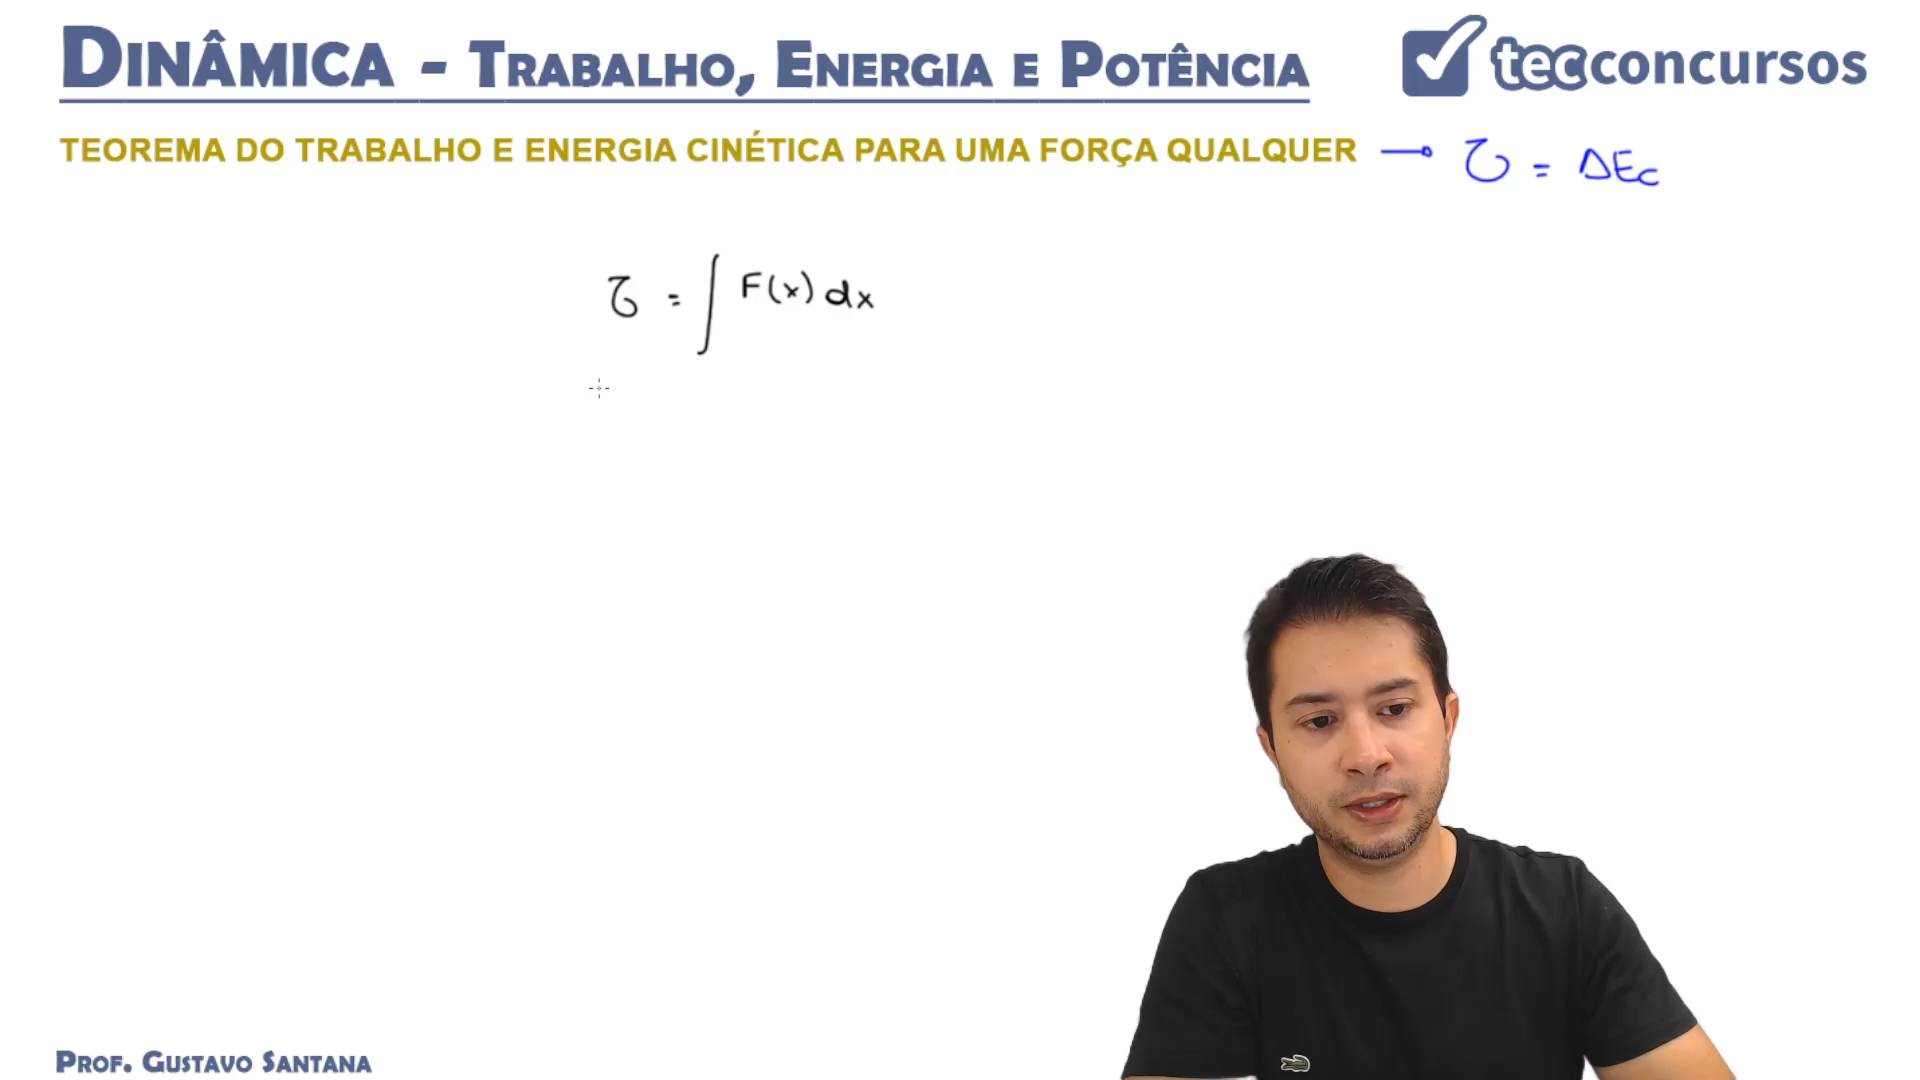 DINÂMICA - TRABALHO, ENERGIA E POTÊNCIA
tecconcursos
TEOREMA DO TRABALHO E ENERGIA CINÉTICA PARA UMA FORÇA QUALQUER → τ = ΔEc
τ = ∫ F(x) dx
PROF. GUSTAVO SANTANA